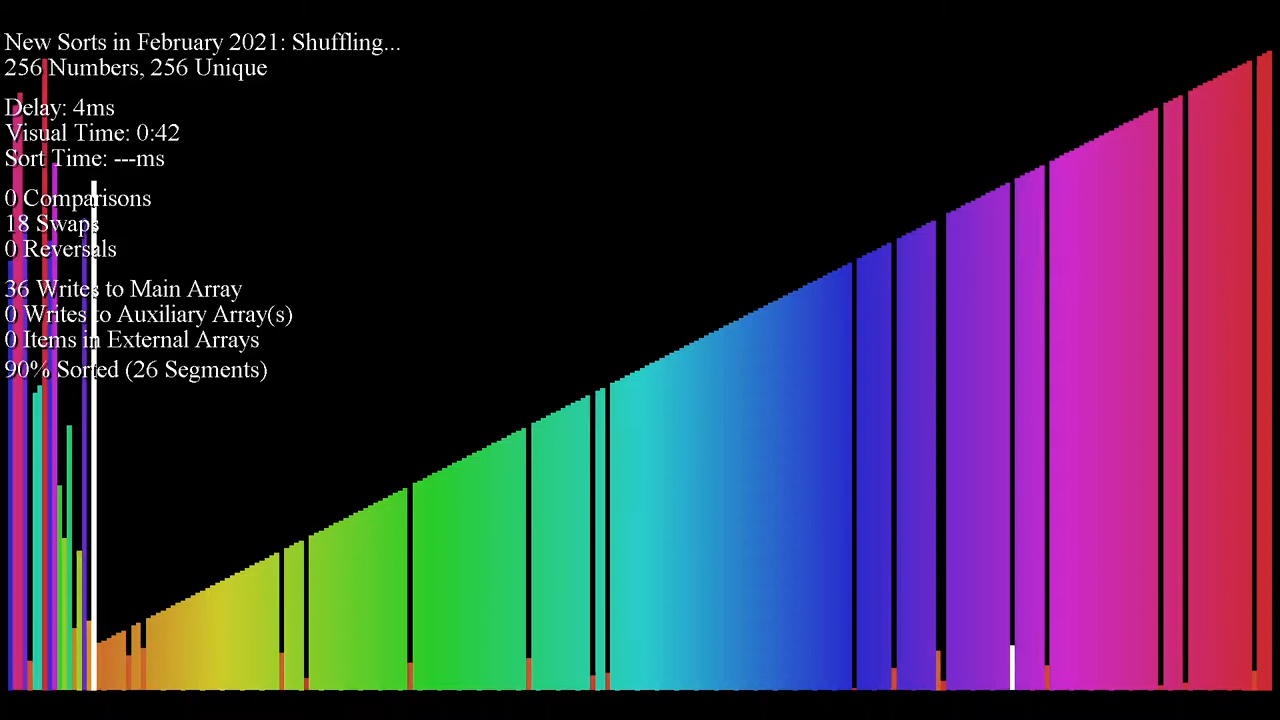 New Sorts in February 2021: Shuffling...
256 Numbers, 256 Unique
Delay: 4ms
Visual Time: 0:42
Sort Time: ---ms
0 Comparisons
18 Swaps
0 Reversals
36 Writes to Main Array
0 Writes to Auxiliary Array(s)
0 Items in External Arrays
90% Sorted (26 Segments)